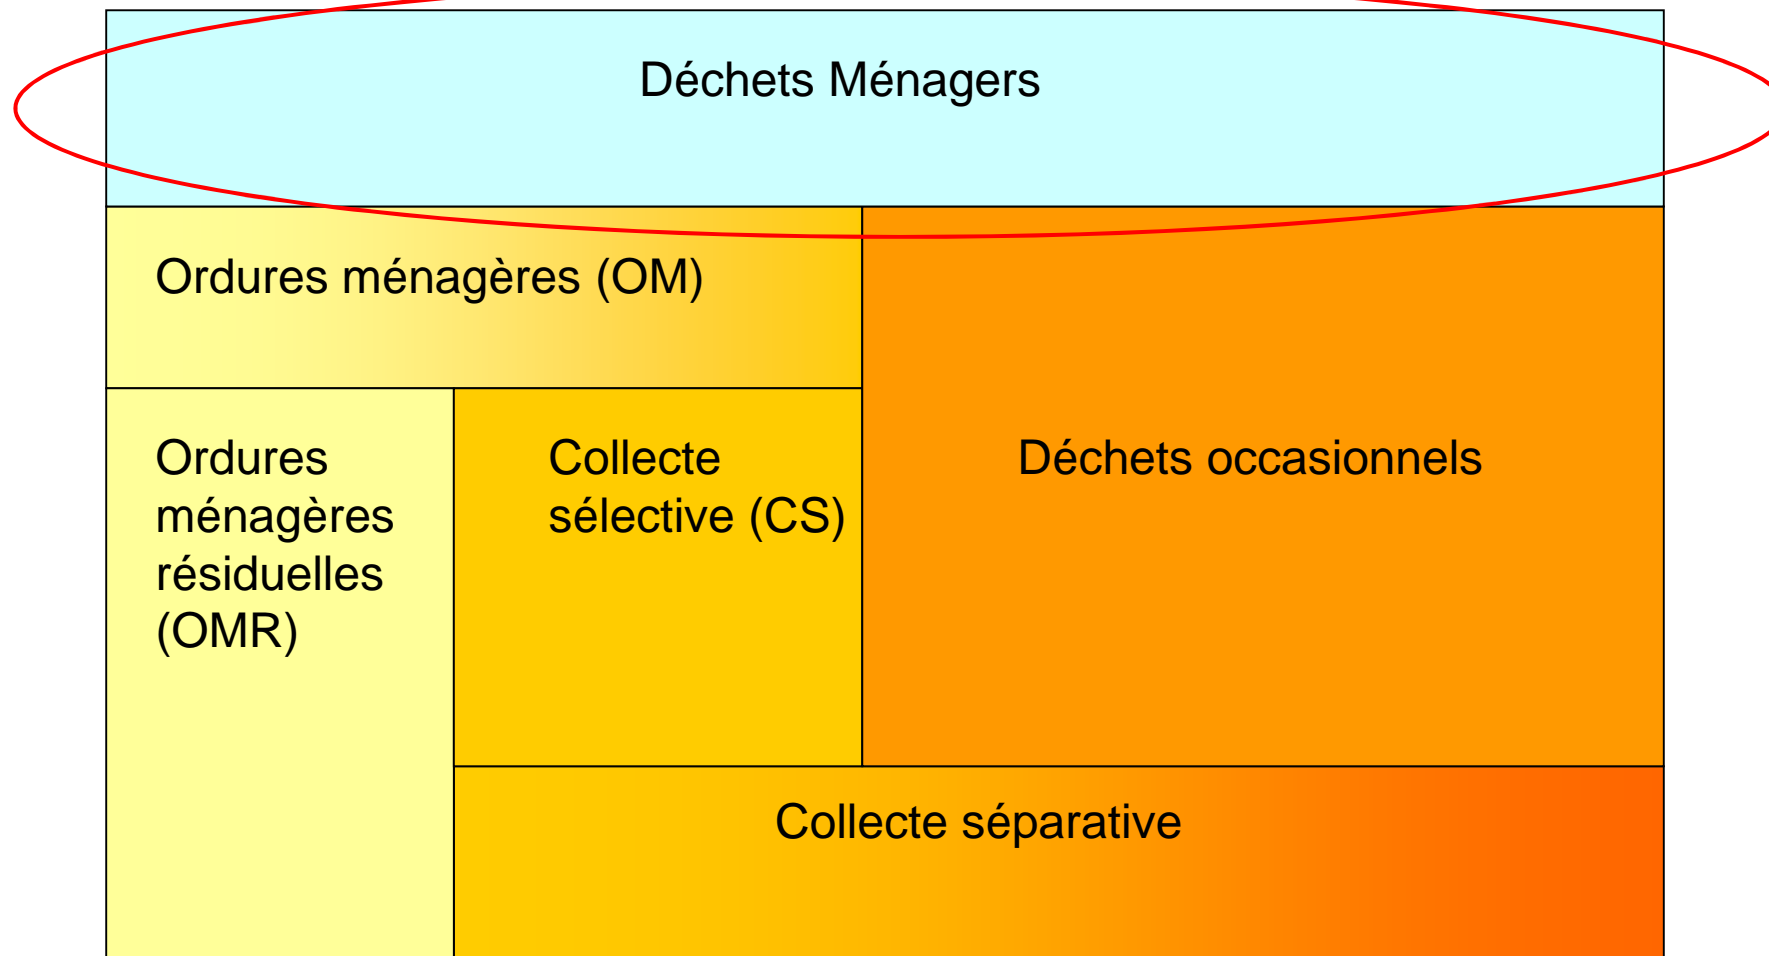 Déchets Ménagers
Ordures ménagères (OM)
Ordures
ménagères
résiduelles
(OMR)
Collecte
sélective (CS)
Déchets occasionnels
Collecte séparative